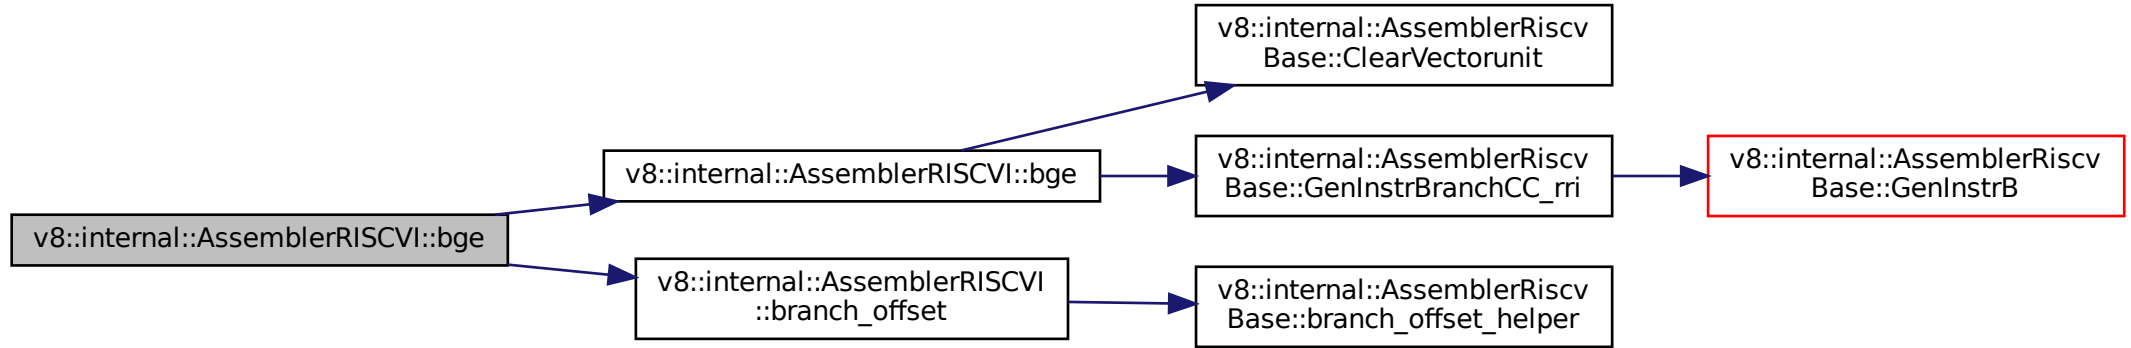 v8::internal::AssemblerRISCVI::bge
v8::internal::AssemblerRISCVI::bge
v8::internal::AssemblerRiscv
Base::ClearVectorunit
v8::internal::AssemblerRiscv
Base::GenInstrBranchCC_rri
v8::internal::AssemblerRiscv
Base::GenInstrB
v8::internal::AssemblerRISCVI
::branch_offset
v8::internal::AssemblerRiscv
Base::branch_offset_helper